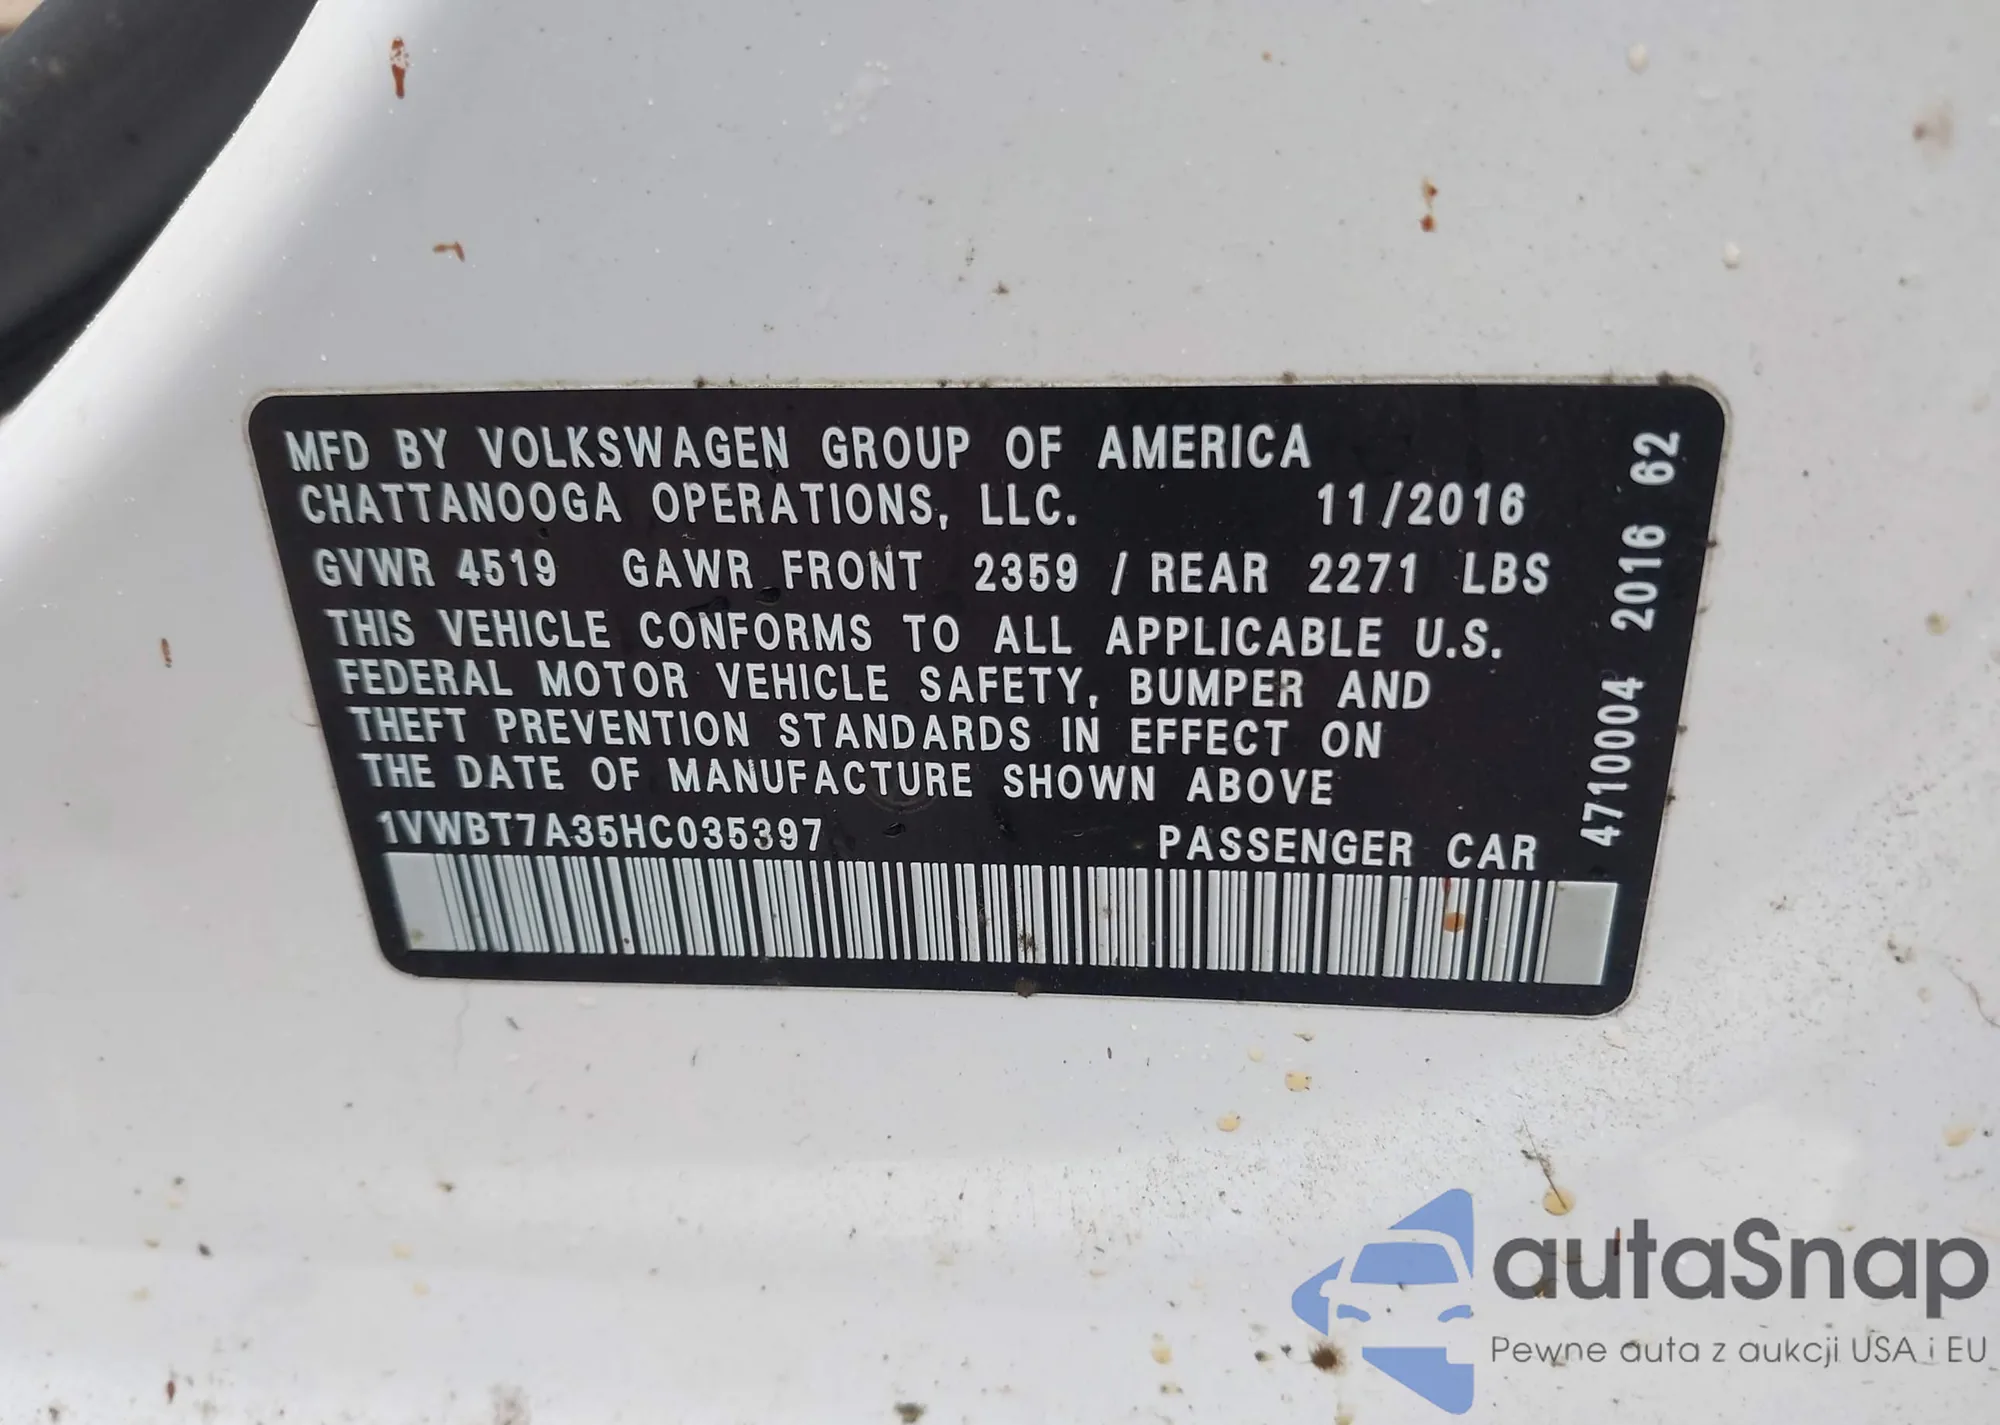 MFD BY VOLKSWAGEN GROUP OF AMERICA
CHATTANOOGA OPERATIONS, LLC. 11/2016
GVWR 4519 GAWR FRONT 2359 / REAR 2271 LBS
THIS VEHICLE CONFORMS TO ALL APPLICABLE U.S.
FEDERAL MOTOR VEHICLE SAFETY, BUMPER AND
THEFT PREVENTION STANDARDS IN EFFECT ON
THE DATE OF MANUFACTURE SHOWN ABOVE
1VWBT7A35HC035397 PASSENGER CAR
47100004 2016 62
autaSnap
Pewne auta z aukcji USA i EU